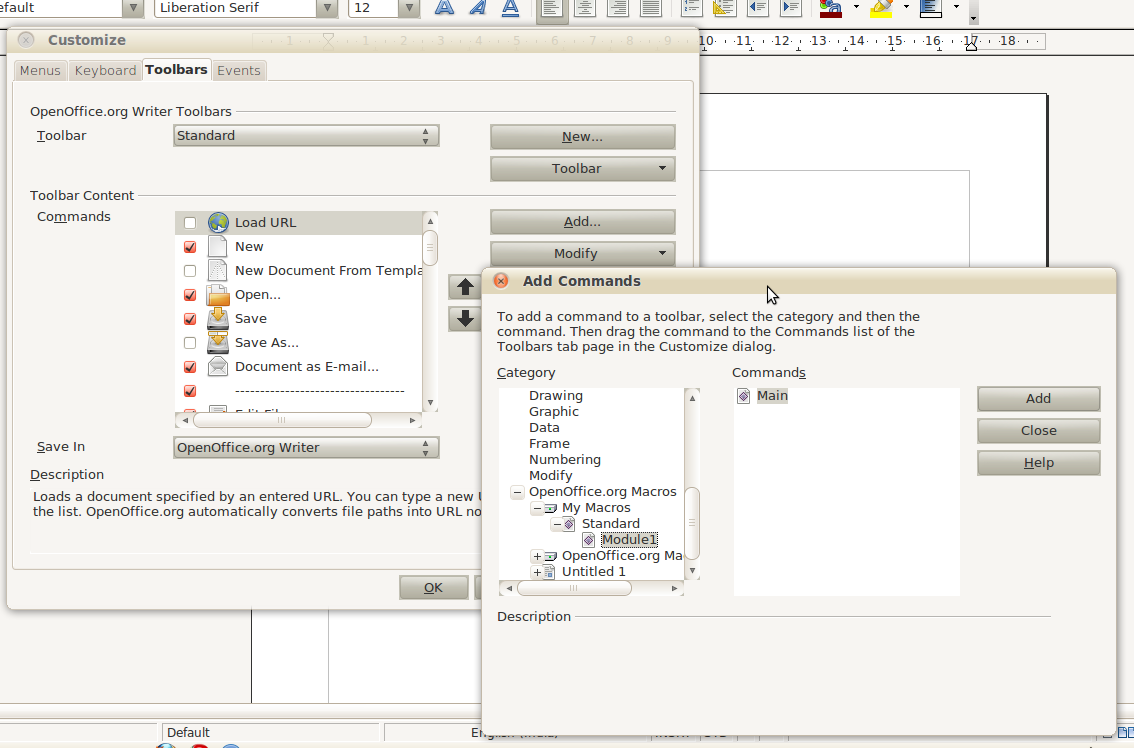 efault
Liberation Serif
12
Customize
1 1 2 3 4 5 6 7 8 9 10 11 12 13 14 15 16 17 18
Menus
Keyboard
Toolbars
Events
OpenOffice.org Writer Toolbars
Toolbar
Standard
New...
Toolbar
Toolbar Content
Commands
Load URL
New
New Document From Templa
Open...
Save
Save As...
Document as E-mail...
-----------------------------------
Add...
Modify
Save In
OpenOffice.org Writer
Description
Loads a document specified by an entered URL. You can type a new U
the list. OpenOffice.org automatically converts file paths into URL no
OK
Add Commands
To add a command to a toolbar, select the category and then the
command. Then drag the command to the Commands list of the
Toolbars tab page in the Customize dialog.
Category
Drawing
Graphic
Data
Frame
Numbering
Modify
OpenOffice.org Macros
My Macros
Standard
Module1
OpenOffice.org Ma
Untitled 1
Commands
Main
Add
Close
Help
Description
Default